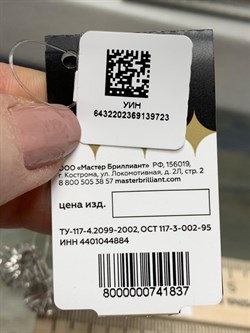 УИН
6432202369139723
ООО «Мастер Бриллиант» РФ, 156019,
г. Кострома, ул. Локомотивная, д. 2Л, стр. 2
8 800 505 38 57 masterbrilliant.com
цена изд.
ТУ-117-4.2099-2002, ОСТ 117-3-002-95
ИНН 4401044884
8000000741837